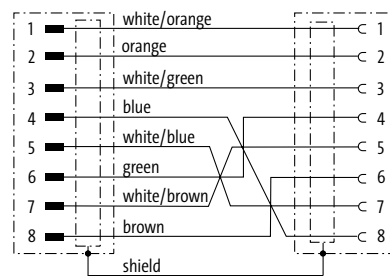 1 white/orange 1
2 orange 2
3 white/green 3
4 blue 4
5 white/blue 5
6 green 6
7 white/brown 7
8 brown 8
shield